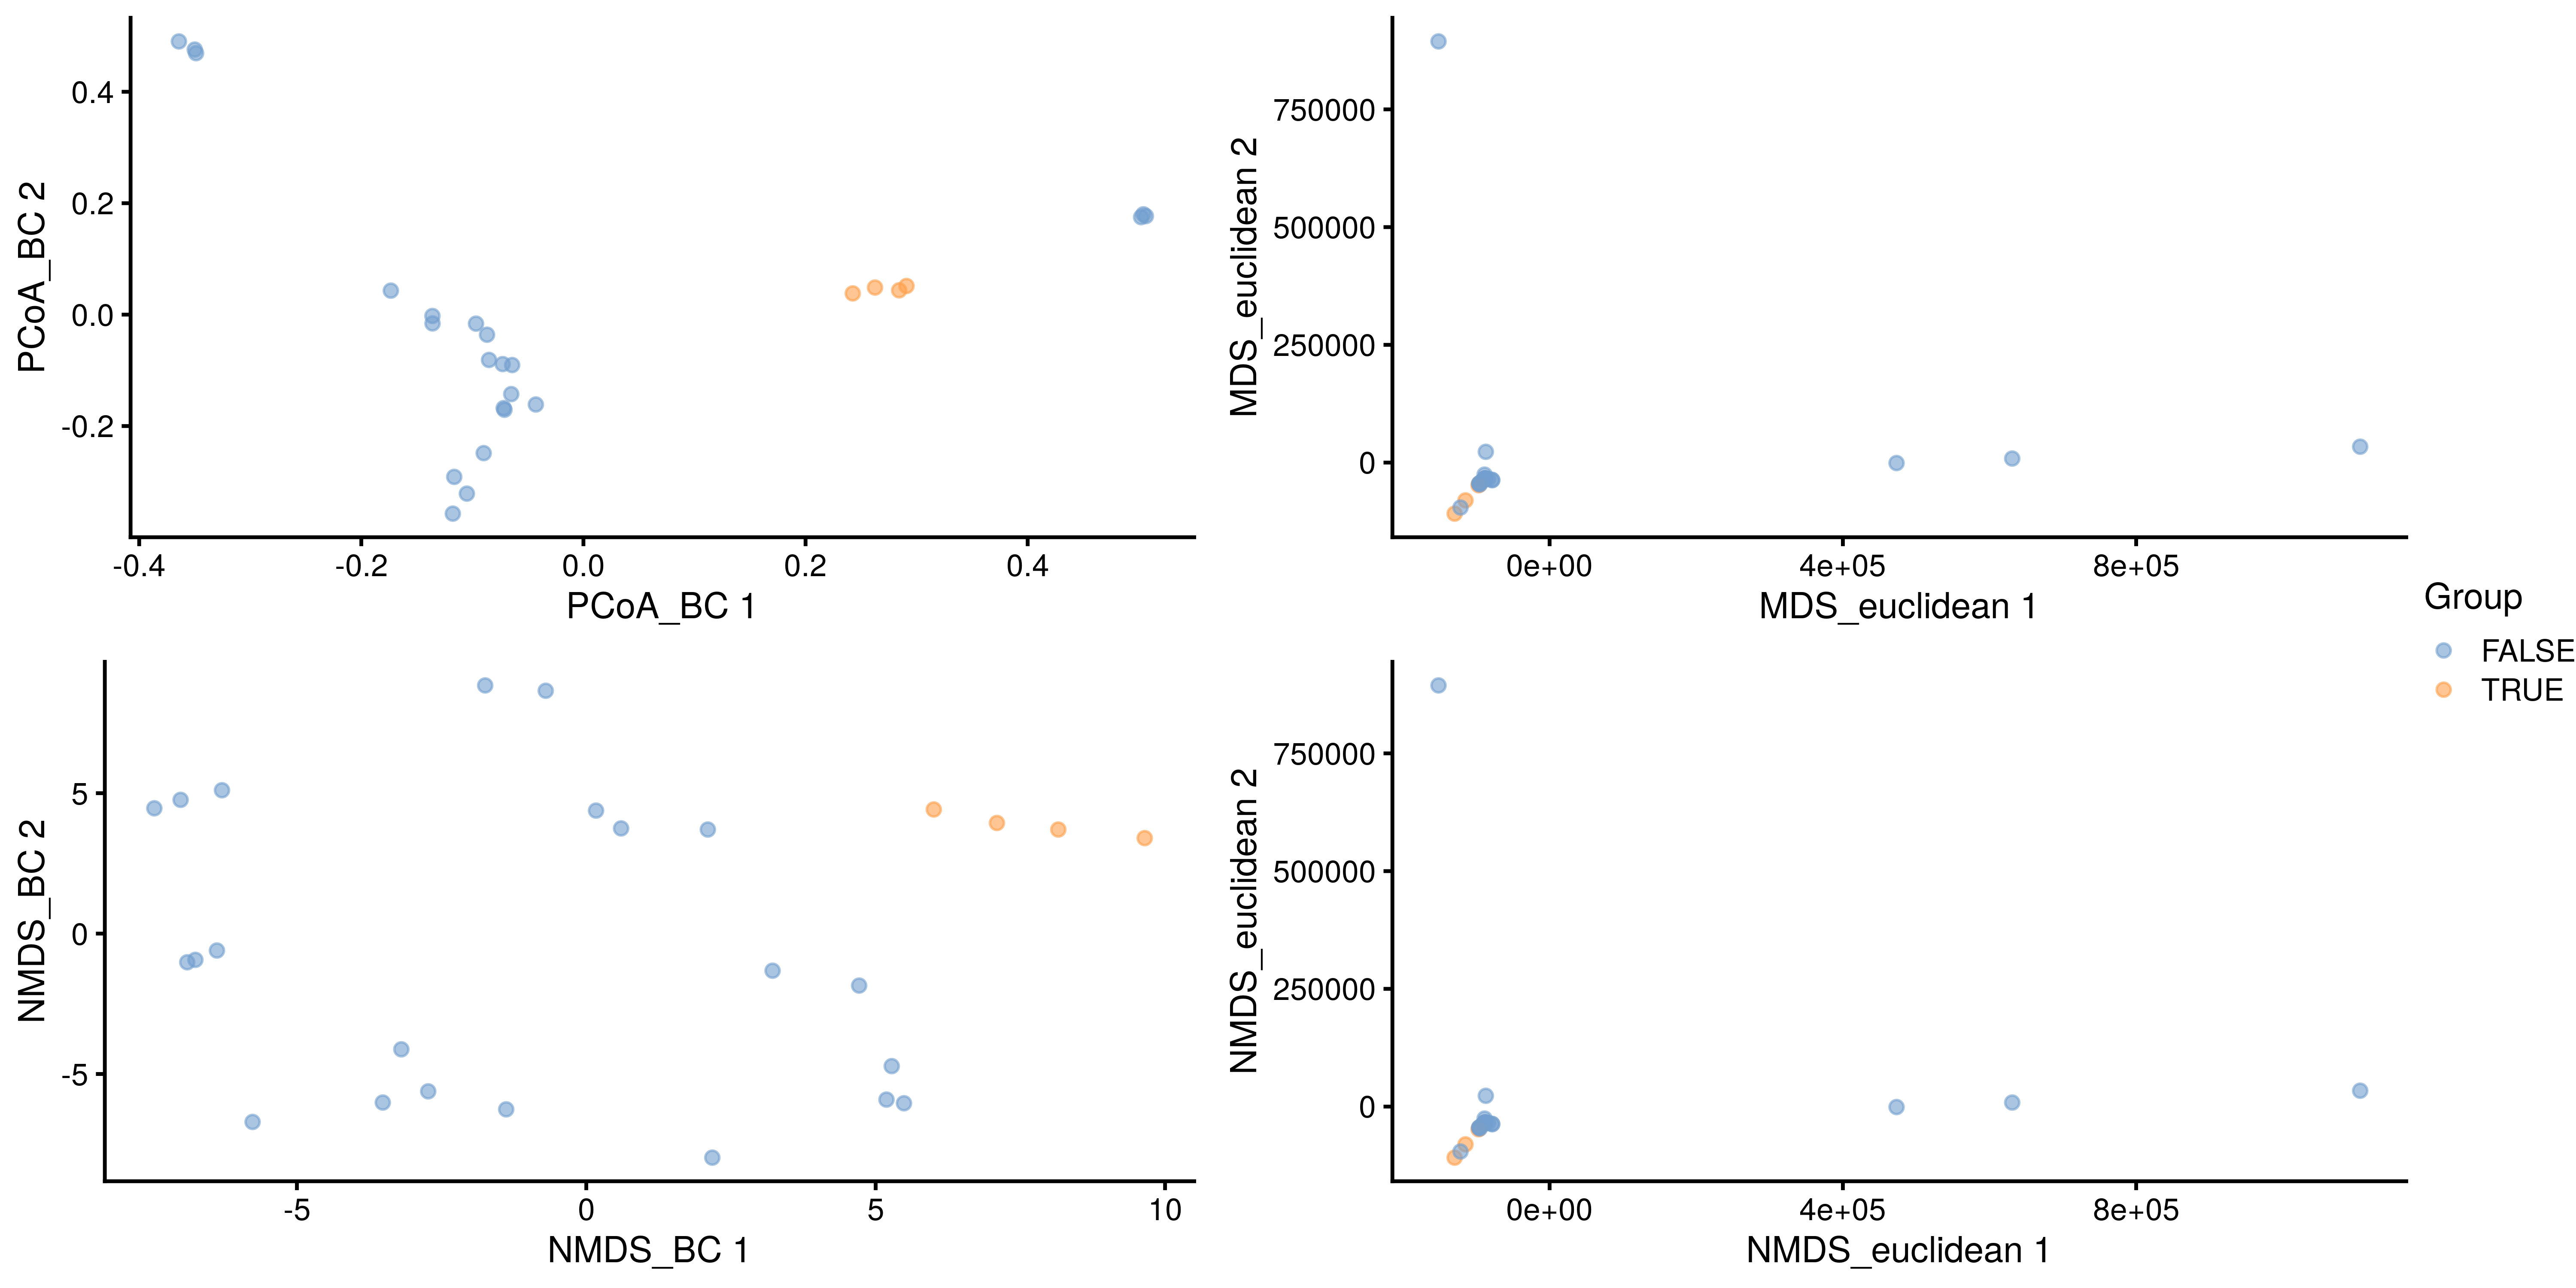 PCoA_BC 2
0.4
0.2
0.0
-0.2
-0.4 -0.2 0.0 0.2 0.4
PCoA_BC 1
MDS_euclidean 2
750000
500000
250000
0
0e+00 4e+05 8e+05
MDS_euclidean 1
NMDS_BC 2
5
0
-5
-5 0 5 10
NMDS_BC 1
NMDS_euclidean 2
750000
500000
250000
0
0e+00 4e+05 8e+05
NMDS_euclidean 1
Group
FALSE
TRUE